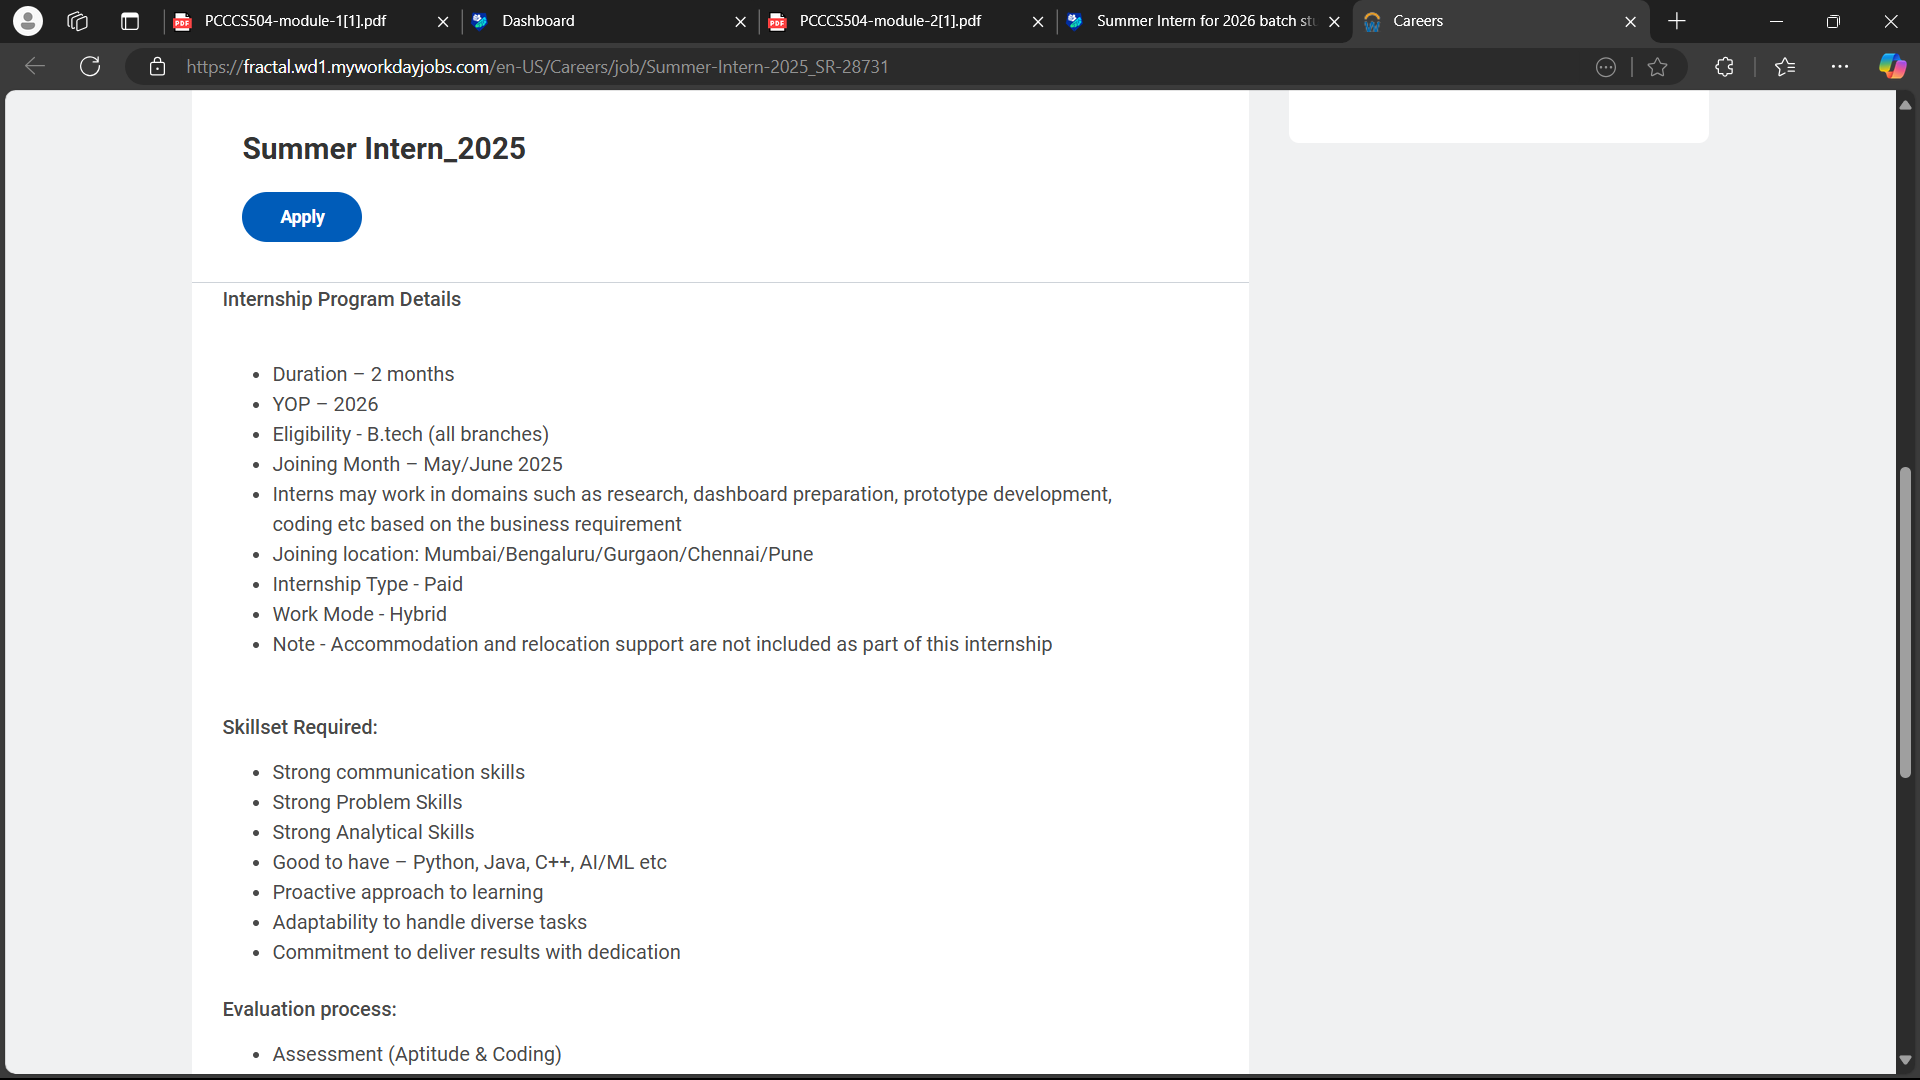 PCCCS504-module-1[1].pdf
Dashboard
PCCCS504-module-2[1].pdf
Summer Intern for 2026 batch stu
Careers
https://fractal.wd1.myworkdayjobs.com/en-US/Careers/job/Summer-Intern-2025_SR-28731
Summer Intern_2025
Apply
Internship Program Details
• Duration – 2 months
• YOP – 2026
• Eligibility - B.tech (all branches)
• Joining Month – May/June 2025
• Interns may work in domains such as research, dashboard preparation, prototype development,
coding etc based on the business requirement
• Joining location: Mumbai/Bengaluru/Gurgaon/Chennai/Pune
• Internship Type - Paid
• Work Mode - Hybrid
• Note - Accommodation and relocation support are not included as part of this internship
Skillset Required:
• Strong communication skills
• Strong Problem Skills
• Strong Analytical Skills
• Good to have – Python, Java, C++, AI/ML etc
• Proactive approach to learning
• Adaptability to handle diverse tasks
• Commitment to deliver results with dedication
Evaluation process:
• Assessment (Aptitude & Coding)